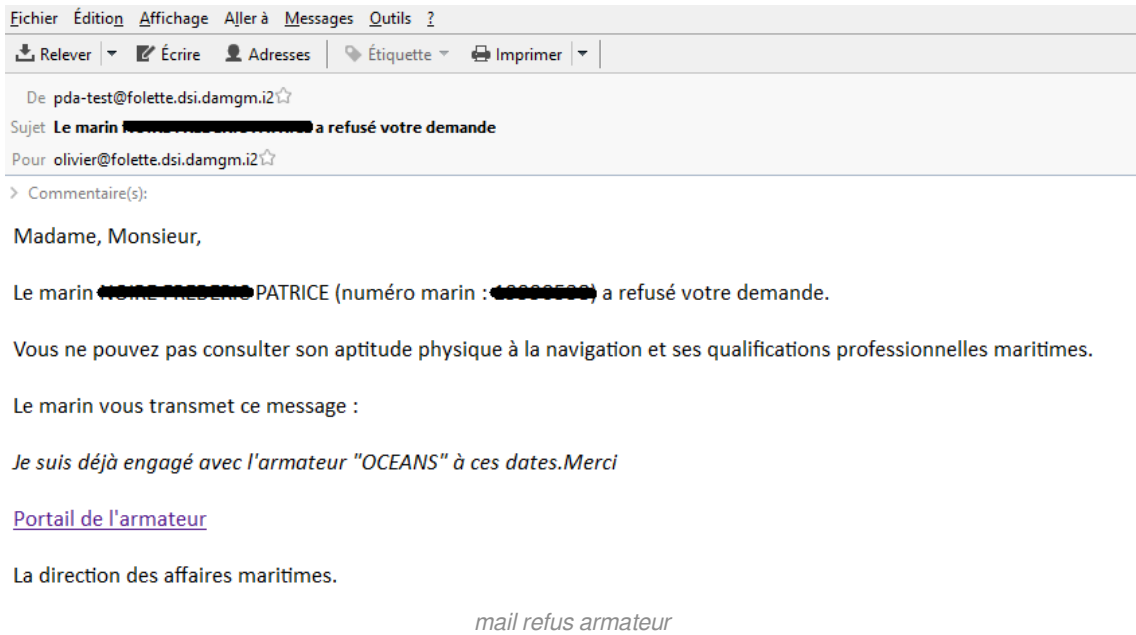 Fichier Édition Affichage Aller à Messages Outils ?
Relever Écrire Adresses Étiquette Imprimer
De pda-test@folette.dsi.damgm.i2
Sujet Le marin a refusé votre demande
Pour olivier@folette.dsi.damgm.i2
> Commentaire(s):
Madame, Monsieur,
Le marin PATRICE (numéro marin : ) a refusé votre demande.
Vous ne pouvez pas consulter son aptitude physique à la navigation et ses qualifications professionnelles maritimes.
Le marin vous transmet ce message :
Je suis déjà engagé avec l'armateur "OCEANS" à ces dates.Merci
Portail de l'armateur
La direction des affaires maritimes.
mail refus armateur